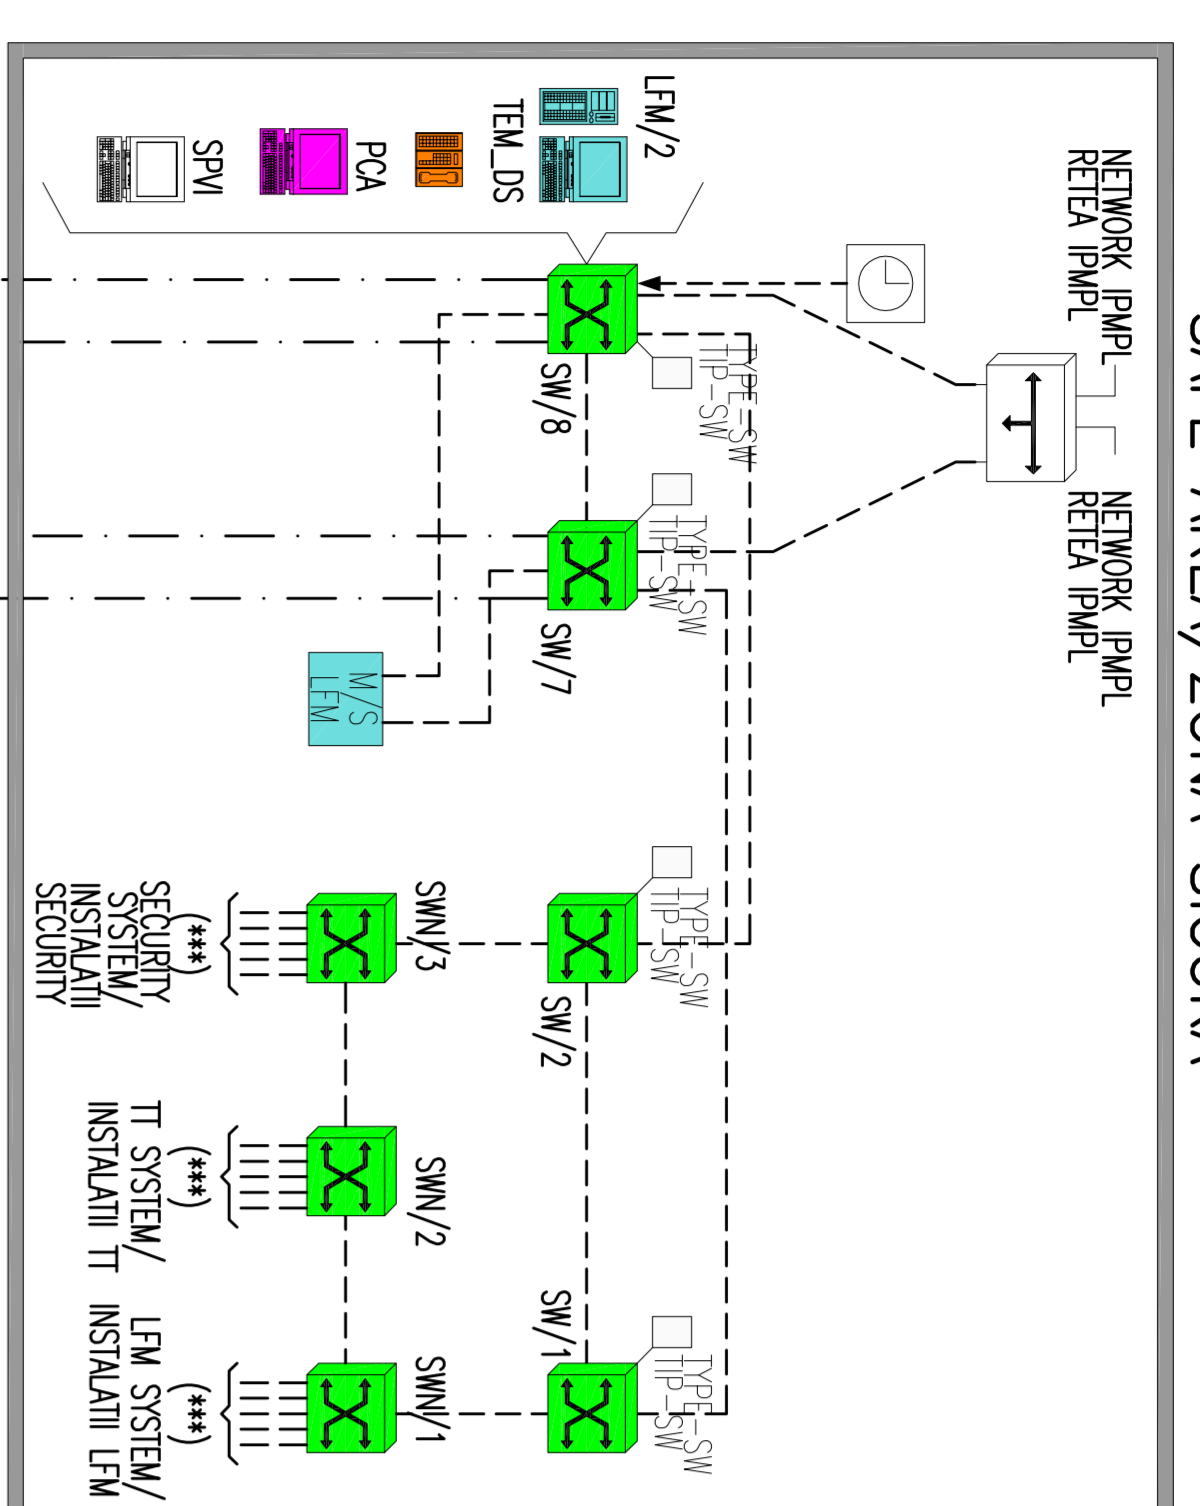 NETWORK IPMPL
RETEA IPMPL
NETWORK IPMPL
RETEA IPMPL
LFM/2
TEM_DS
PCA
SPVI
TYPE-SW
TIP-SW
SW/8
TYPE-SW
TIP-SW
SW/7
M/S
LFM
TYPE-SW
TIP-SW
SW/2
TYPE-SW
TIP-SW
SW/1
SWN/3
(***)
SECURITY
SYSTEM/
INSTALATII
SECURITY
SWN/2
(***)
TT SYSTEM/
INSTALATII TT
SWN/1
(***)
LFM SYSTEM/
INSTALATII LFM